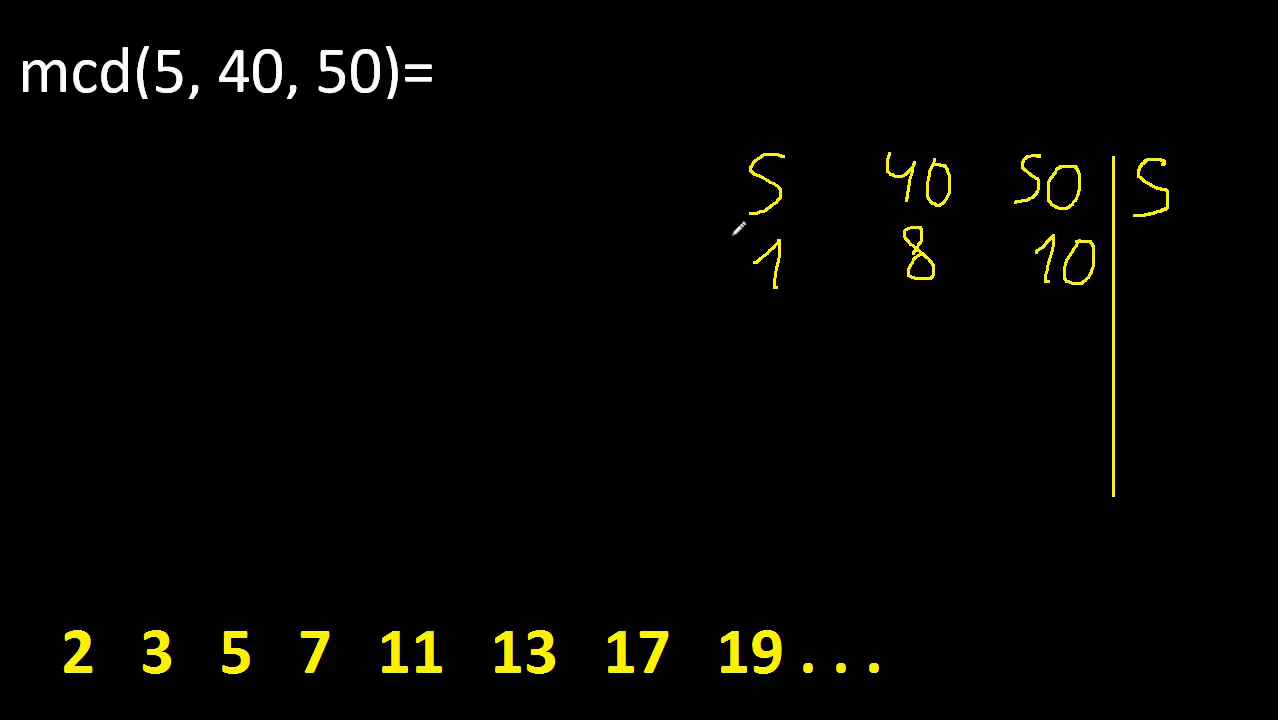 mcd(5, 40, 50)=
5 40 50 | 5
1 8 10 |
2 3 5 7 11 13 17 19 . . .